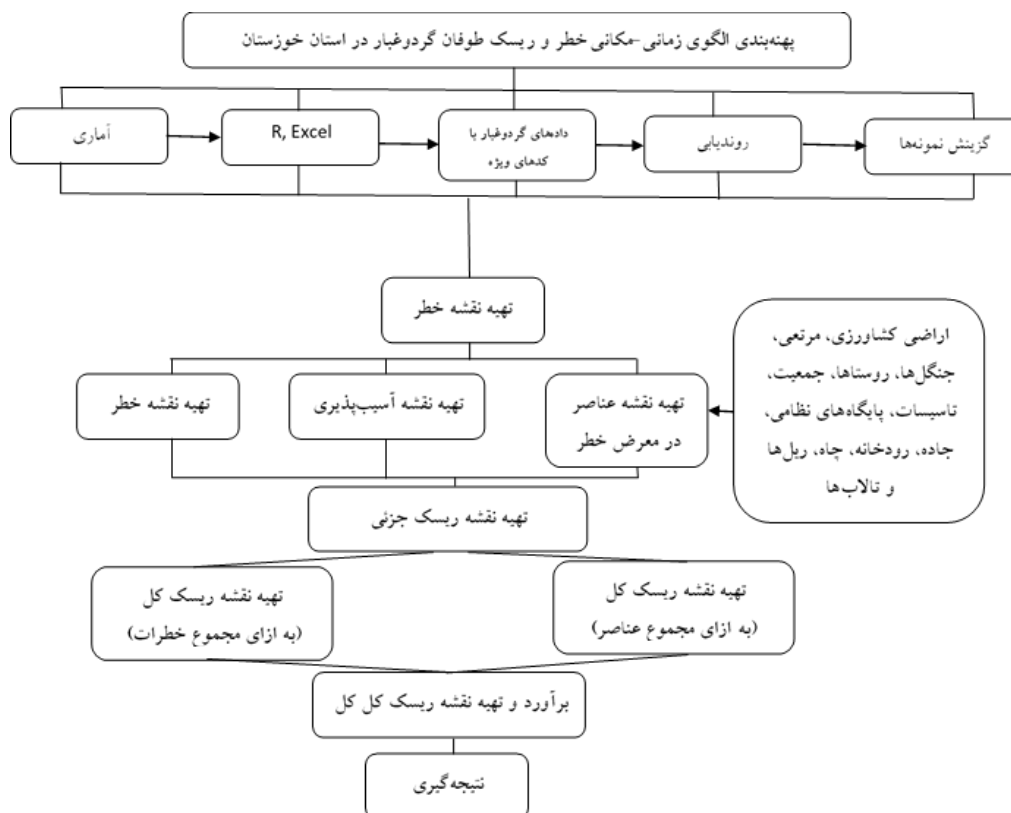 پهنه‌بندی الگوی زمانی-مکانی خطر و ریسک طوفان گردوغبار در استان خوزستان
گزینش نمونه‌ها
روندیابی
داده‌های گردوغبار با
کدهای ویژه
R, Excel
آماری
تهیه نقشه خطر
اراضی کشاورزی، مرتعی،
جنگل‌ها، روستاها، جمعیت،
تاسیسات، پایگاه‌های نظامی،
جاده، رودخانه، چاه، ریل‌ها
و تالاب‌ها
تهیه نقشه عناصر
در معرض خطر
تهیه نقشه آسیب‌پذیری
تهیه نقشه خطر
تهیه نقشه ریسک جزئی
تهیه نقشه ریسک کل
(به ازای مجموع عناصر)
تهیه نقشه ریسک کل
(به ازای مجموع خطرات)
برآورد و تهیه نقشه ریسک کل کل
نتیجه‌گیری